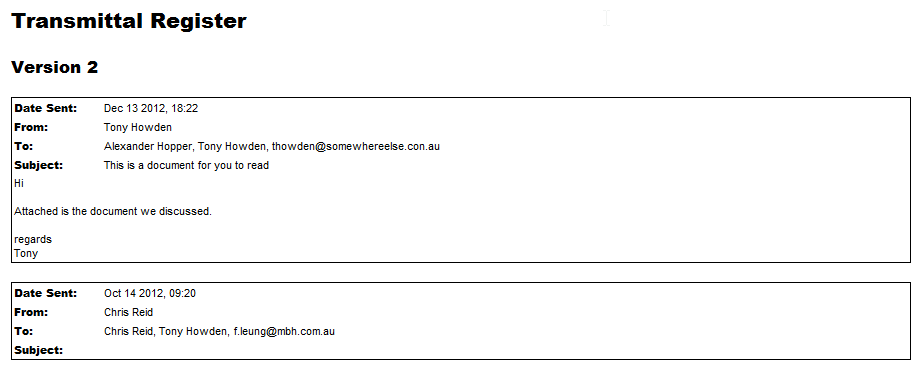 Transmittal Register
Version 2
Date Sent: Dec 13 2012, 18:22
From: Tony Howden
To: Alexander Hopper, Tony Howden, thowden@somewhereelse.con.au
Subject: This is a document for you to read
Hi
Attached is the document we discussed.
regards
Tony
Date Sent: Oct 14 2012, 09:20
From: Chris Reid
To: Chris Reid, Tony Howden, f.leung@mbh.com.au
Subject: